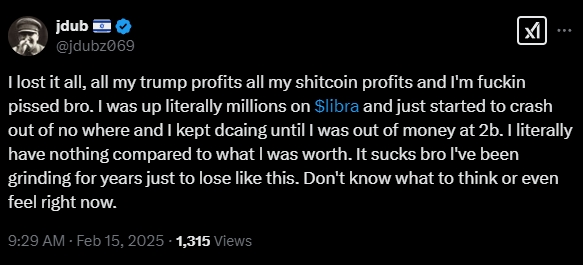 jdub 🇮🇱
@jdubz069
I lost it all, all my trump profits all my shitcoin profits and I'm fuckin
pissed bro. I was up literally millions on $libra and just started to crash
out of no where and I kept dcaing until I was out of money at 2b. I literally
have nothing compared to what I was worth. It sucks bro I've been
grinding for years just to lose like this. Don't know what to think or even
feel right now.
9:29 AM · Feb 15, 2025 · 1,315 Views